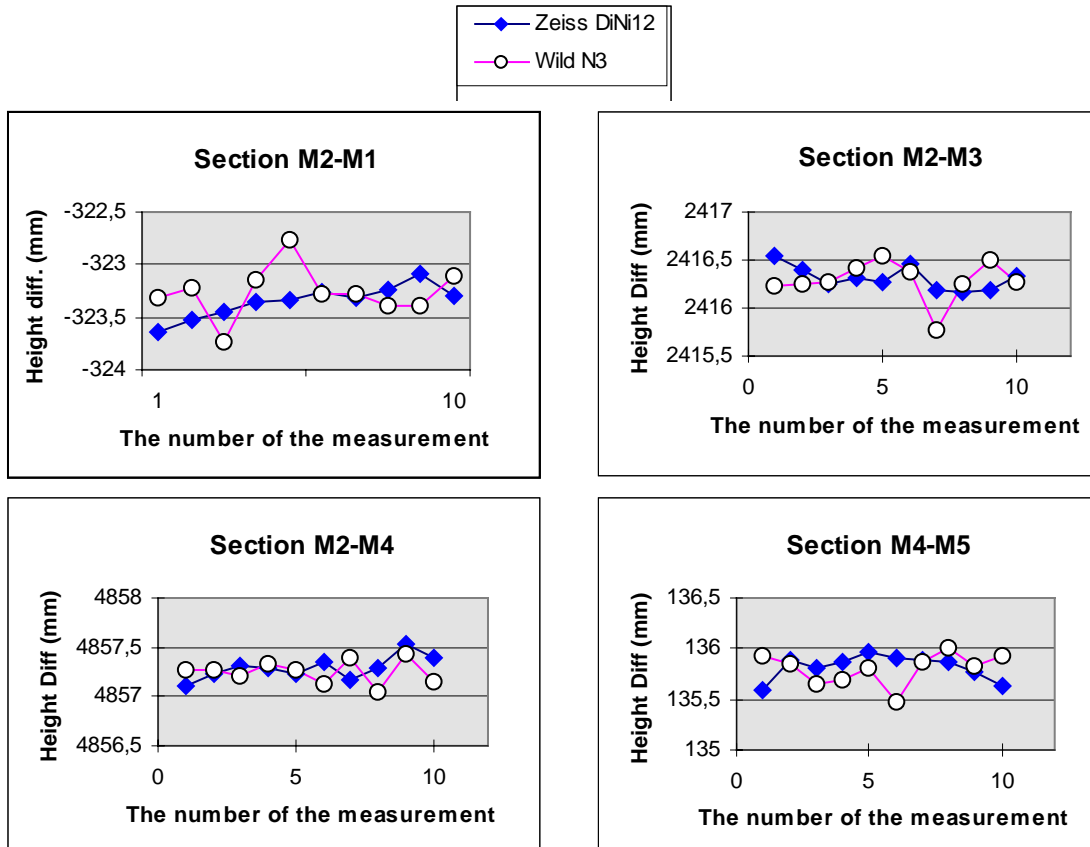 Zeiss DiNi12
Wild N3
Section M2-M1
Height diff. (mm)
-322,5
-323
-323,5
-324
1
10
The number of the measurement
Section M2-M3
Height Diff (mm)
2417
2416,5
2416
2415,5
0
5
10
The number of the measurement
Section M2-M4
Height Diff (mm)
4858
4857,5
4857
4856,5
0
5
10
The number of the measurement
Section M4-M5
Height Diff (mm)
136,5
136
135,5
135
0
5
10
The number of the measurement